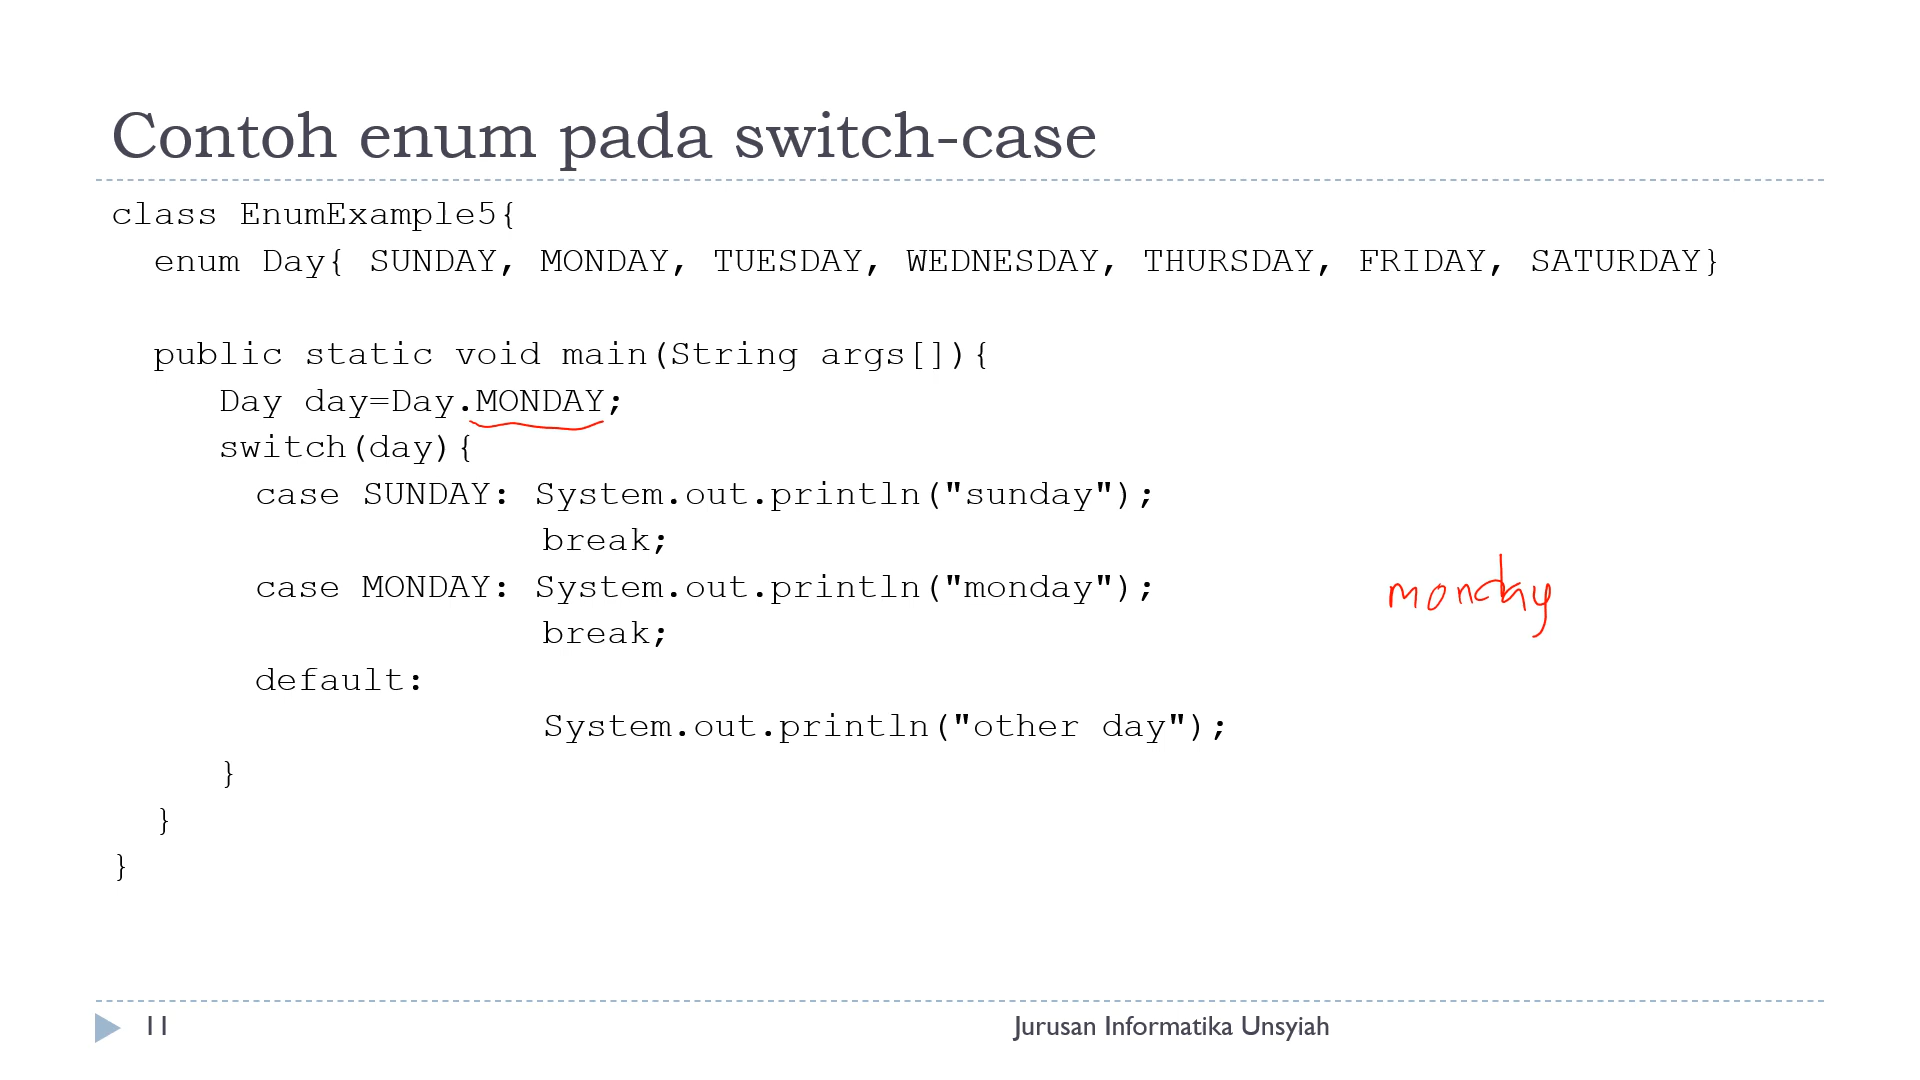 Contoh enum pada switch-case
class EnumExample5{
enum Day{ SUNDAY, MONDAY, TUESDAY, WEDNESDAY, THURSDAY, FRIDAY, SATURDAY}
public static void main(String args[]){
Day day=Day.MONDAY;
switch(day){
case SUNDAY: System.out.println("sunday");
break;
case MONDAY: System.out.println("monday");
monday
break;
default:
System.out.println("other day");
}
}
}
11
Jurusan Informatika Unsyiah